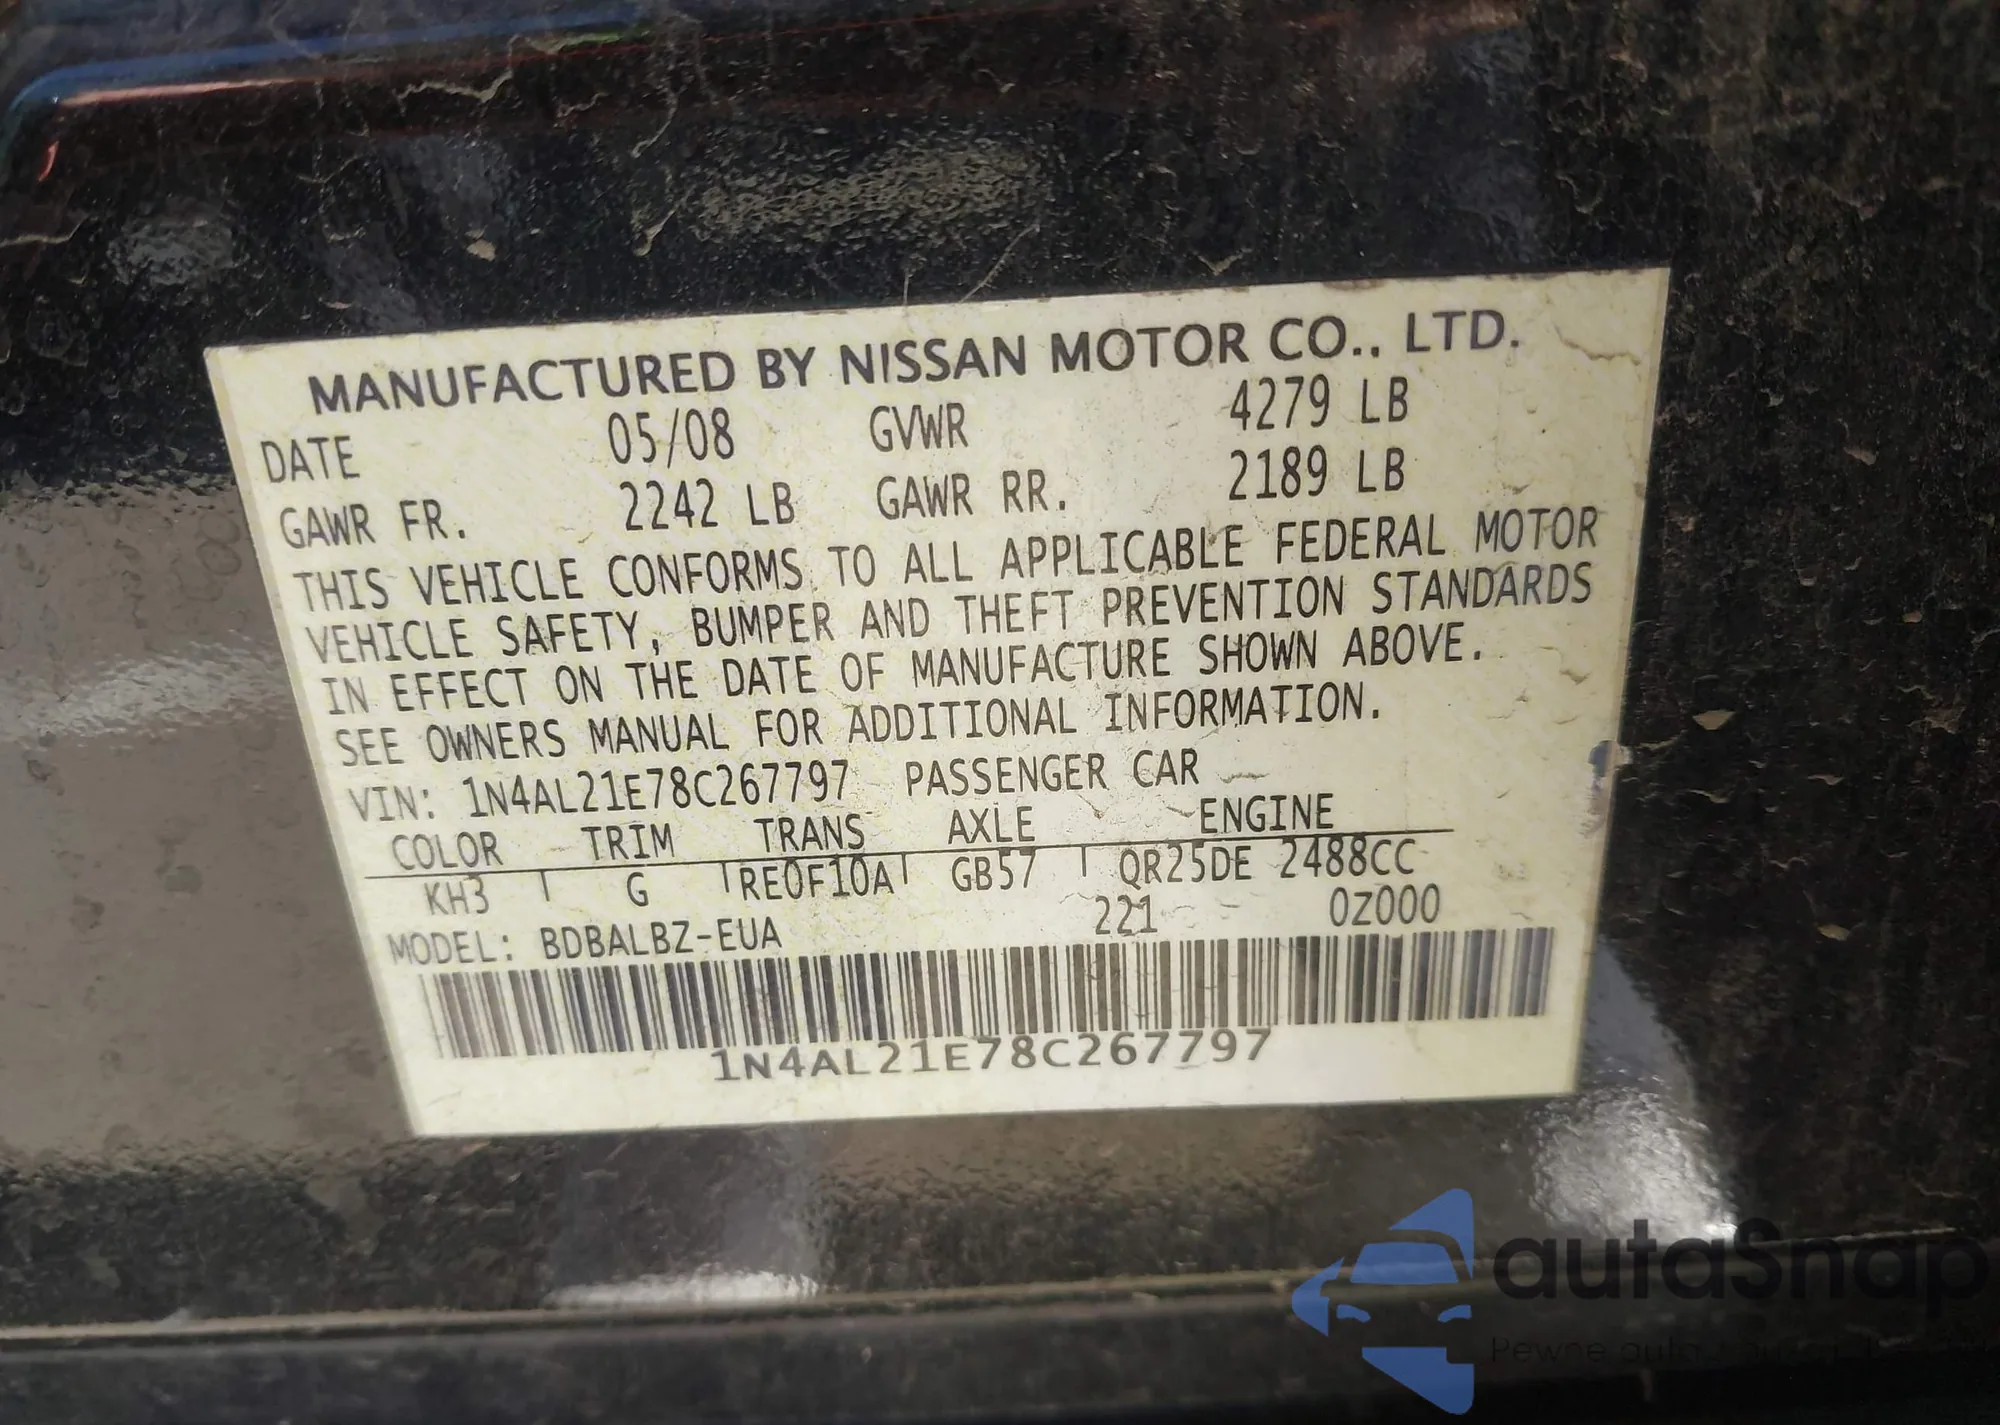 MANUFACTURED BY NISSAN MOTOR CO., LTD.
DATE 05/08 GVWR 4279 LB
GAWR FR. 2242 LB GAWR RR. 2189 LB
THIS VEHICLE CONFORMS TO ALL APPLICABLE FEDERAL MOTOR
VEHICLE SAFETY, BUMPER AND THEFT PREVENTION STANDARDS
IN EFFECT ON THE DATE OF MANUFACTURE SHOWN ABOVE.
SEE OWNERS MANUAL FOR ADDITIONAL INFORMATION.
VIN: 1N4AL21E78C267797 PASSENGER CAR
COLOR TRIM TRANS AXLE ENGINE
KH3 G RE0F10A GB57 QR25DE 2488CC
221 0Z000
MODEL: BDBALBZ-EUA
1N4AL21E78C267797
autaSnap
Pewne auta